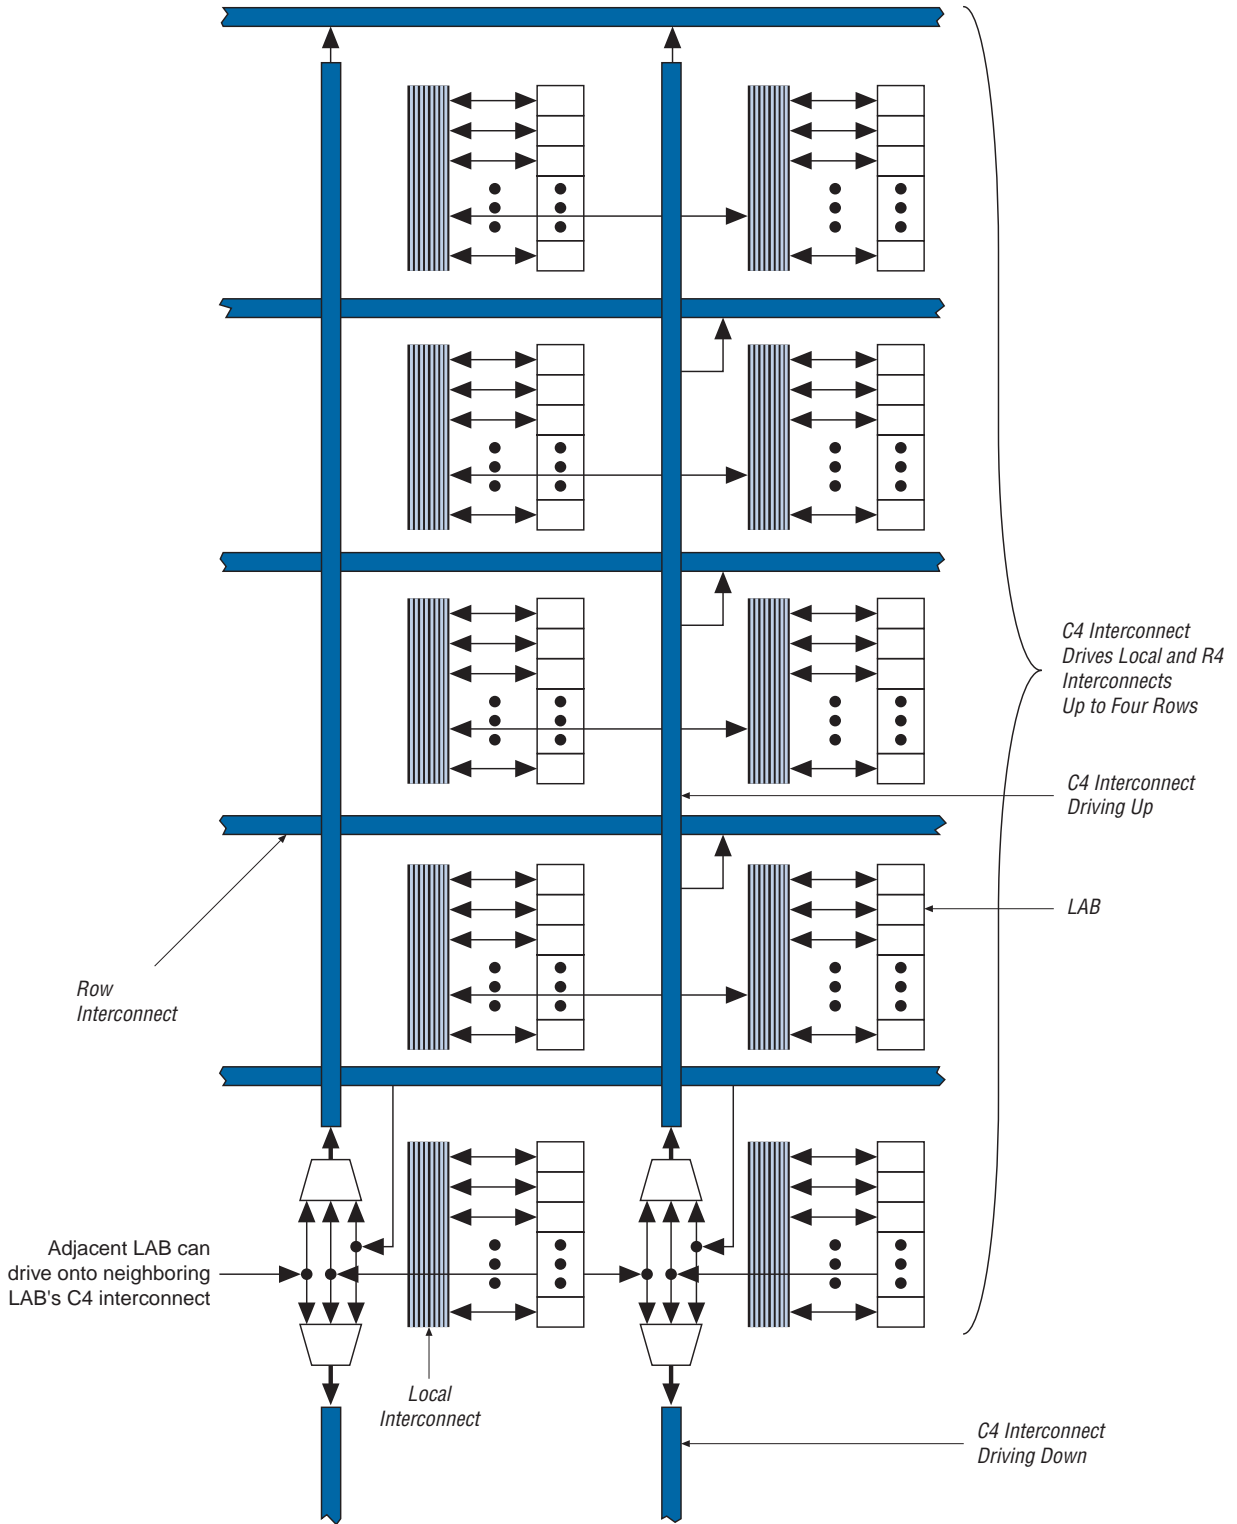 C4 Interconnect
Drives Local and R4
Interconnects
Up to Four Rows
C4 Interconnect
Driving Up
LAB
Row
Interconnect
Adjacent LAB can
drive onto neighboring
LAB's C4 interconnect
Local
Interconnect
C4 Interconnect
Driving Down